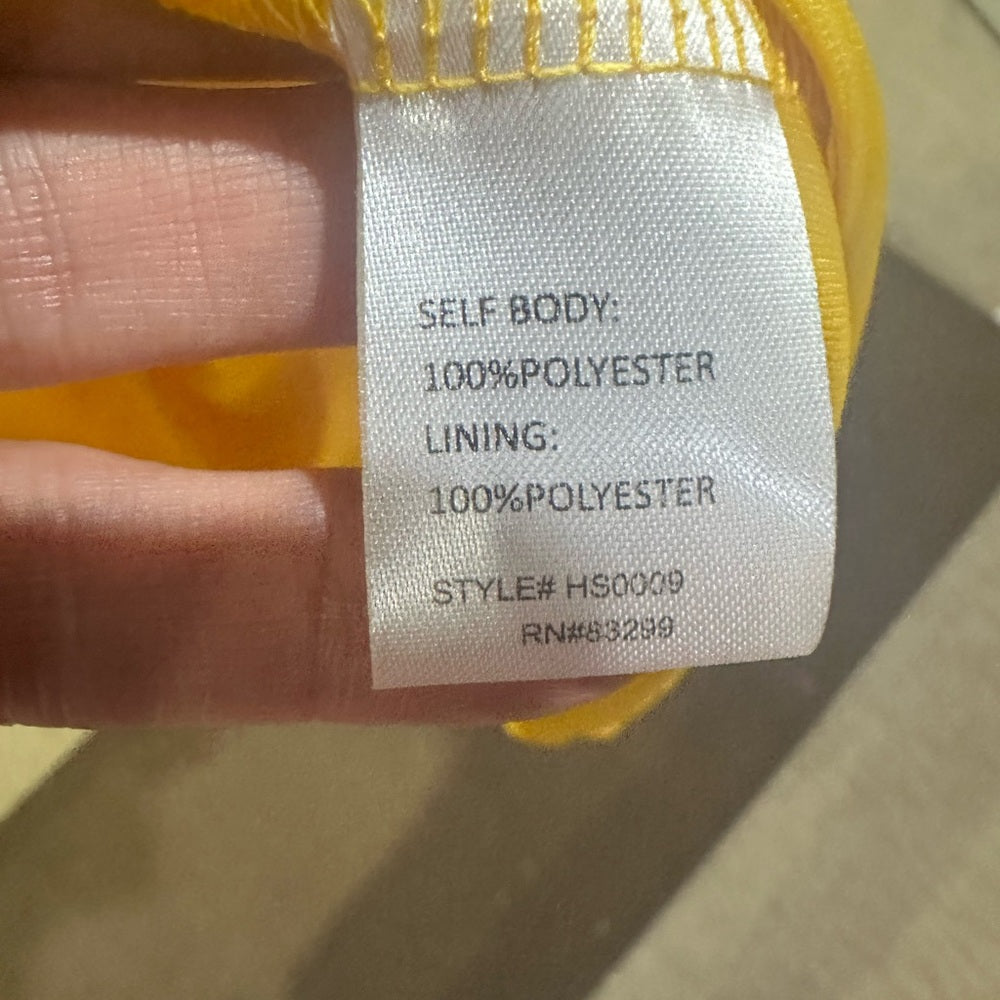 SELF BODY:
100%POLYESTER
LINING:
100%POLYESTER
STYLE# HS0009
RN#83299